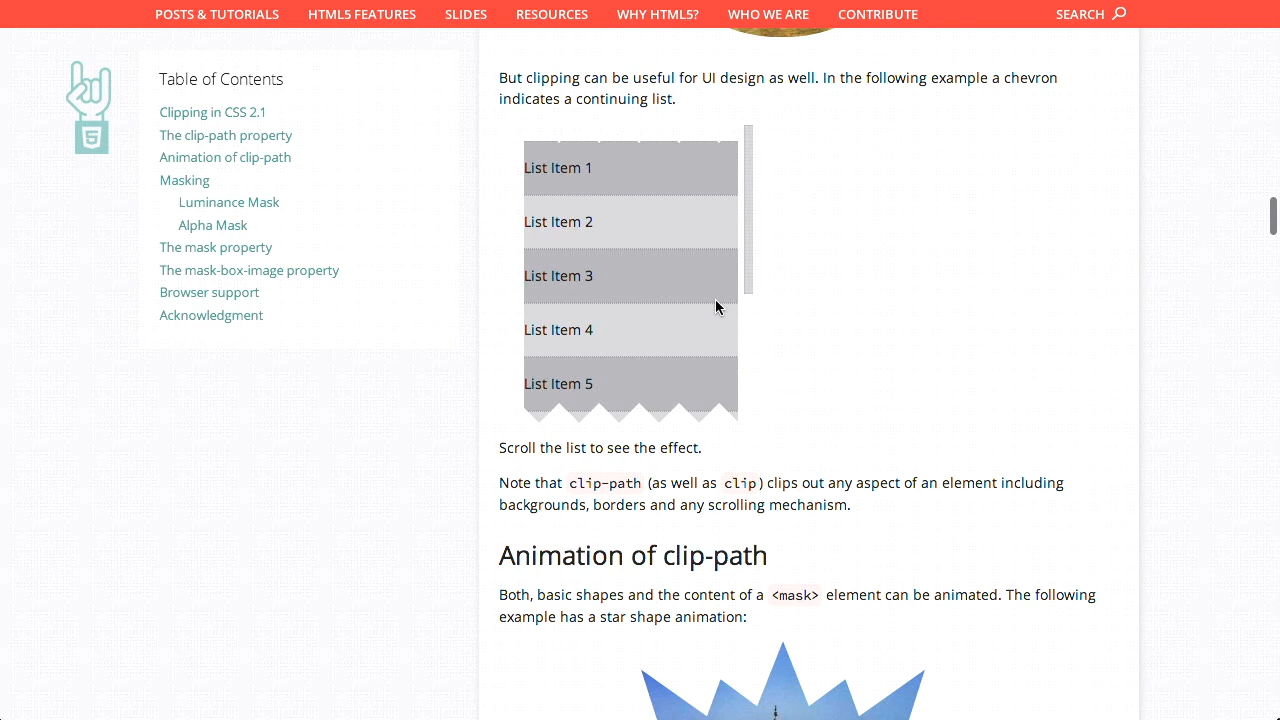 POSTS & TUTORIALS HTML5 FEATURES SLIDES RESOURCES WHY HTML5? WHO WE ARE CONTRIBUTE SEARCH
Table of Contents
Clipping in CSS 2.1
The clip-path property
Animation of clip-path
Masking
Luminance Mask
Alpha Mask
The mask property
The mask-box-image property
Browser support
Acknowledgment
5
But clipping can be useful for UI design as well. In the following example a chevron
indicates a continuing list.
List Item 1
List Item 2
List Item 3
List Item 4
List Item 5
Scroll the list to see the effect.
Note that clip-path (as well as clip) clips out any aspect of an element including
backgrounds, borders and any scrolling mechanism.
Animation of clip-path
Both, basic shapes and the content of a <mask> element can be animated. The following
example has a star shape animation: